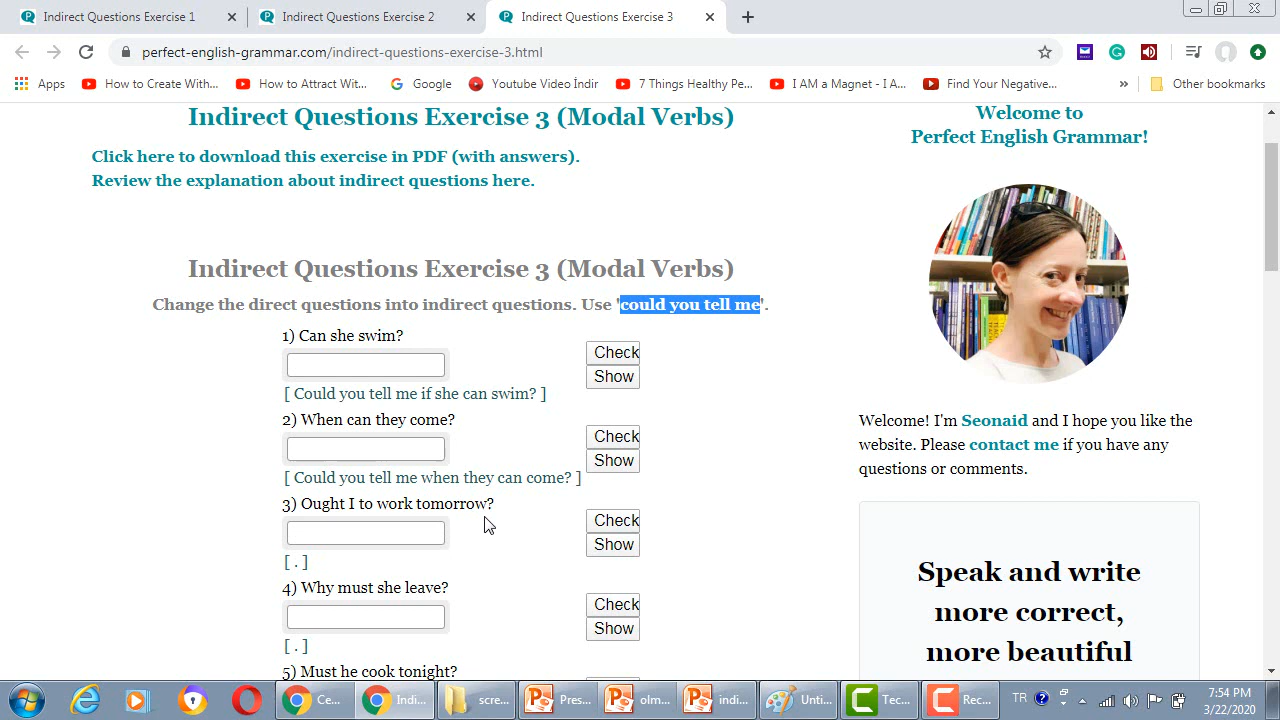 Indirect Questions Exercise 1
Indirect Questions Exercise 2
Indirect Questions Exercise 3
perfect-english-grammar.com/indirect-questions-exercise-3.html
Apps
How to Create With...
How to Attract Wit...
Google
Youtube Video İndir
7 Things Healthy Pe...
I AM a Magnet - I A...
Find Your Negative...
»
Other bookmarks
Indirect Questions Exercise 3 (Modal Verbs)
Click here to download this exercise in PDF (with answers).
Review the explanation about indirect questions here.
Indirect Questions Exercise 3 (Modal Verbs)
Change the direct questions into indirect questions. Use 'could you tell me'.
1) Can she swim?
Check
Show
[ Could you tell me if she can swim? ]
2) When can they come?
Check
Show
[ Could you tell me when they can come? ]
3) Ought I to work tomorrow?
Check
Show
[ . ]
4) Why must she leave?
Check
Show
[ . ]
5) Must he cook tonight?
Welcome to
Perfect English Grammar!
Welcome! I'm Seonaid and I hope you like the
website. Please contact me if you have any
questions or comments.
Speak and write
more correct,
more beautiful
Ce...
Indi...
scre...
Pres...
olm...
indi...
Unti...
Tec...
Rec...
TR
7:54 PM
3/22/2020